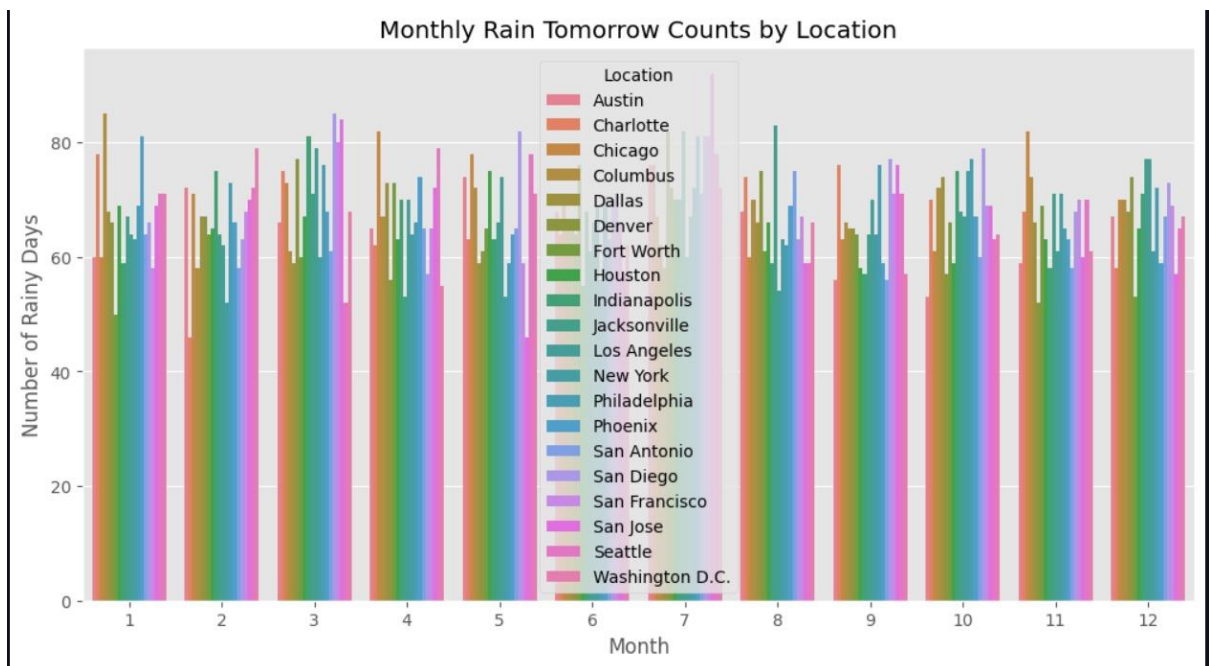 Monthly Rain Tomorrow Counts by Location
Number of Rainy Days
80
60
40
20
0
Location
Austin
Charlotte
Chicago
Columbus
Dallas
Denver
Fort Worth
Houston
Indianapolis
Jacksonville
Los Angeles
New York
Philadelphia
Phoenix
San Antonio
San Diego
San Francisco
San Jose
Seattle
Washington D.C.
1 2 3 4 5 6 7 8 9 10 11 12
Month